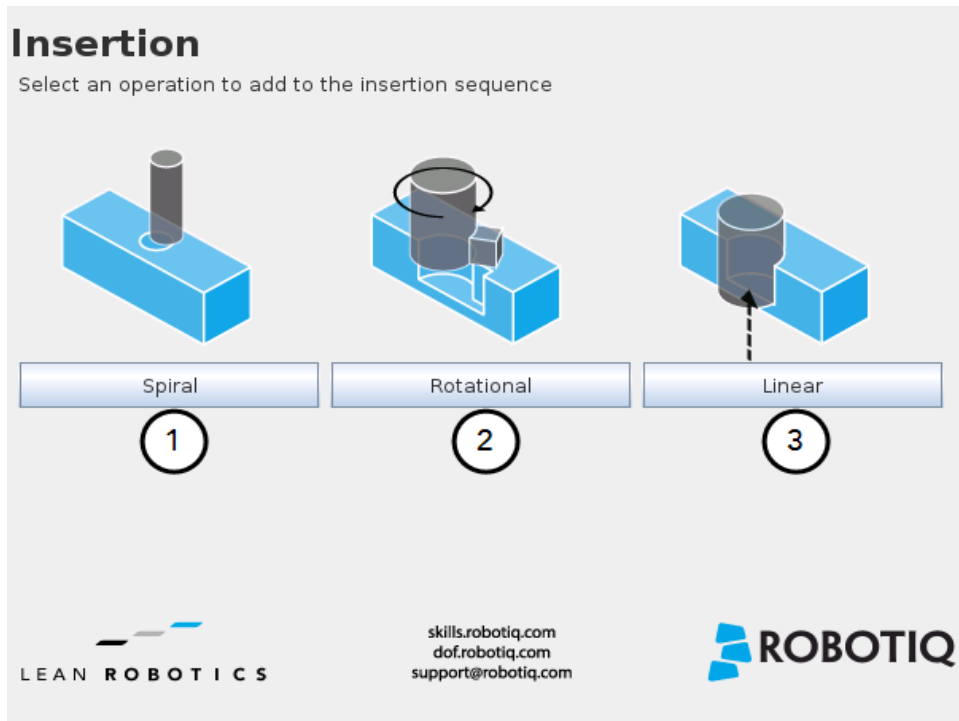 Insertion
Select an operation to add to the insertion sequence
Spiral
Rotational
Linear
1
2
3
skills.robotiq.com
dof.robotiq.com
support@robotiq.com
LEAN ROBOTICS
ROBOTIQ